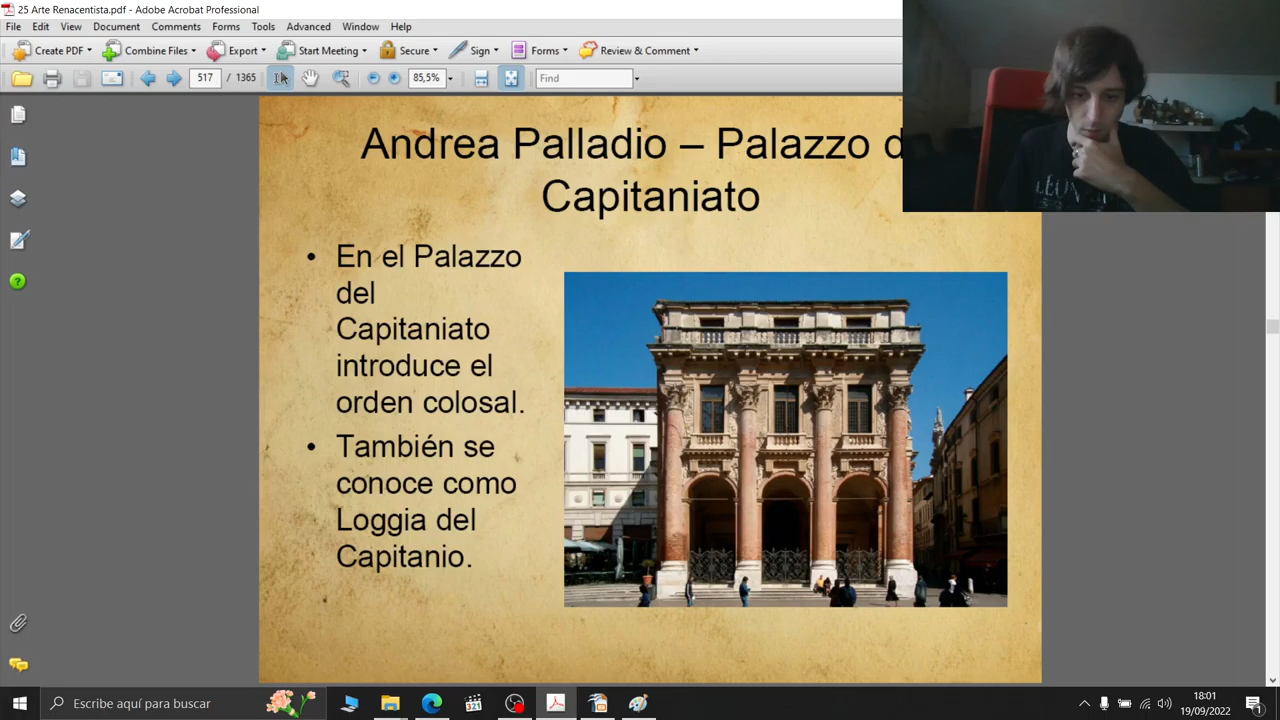 25 Arte Renacentista.pdf - Adobe Acrobat Professional
File Edit View Document Comments Forms Tools Advanced Window Help
Create PDF Combine Files Export Start Meeting Secure Sign Forms Review & Comment
517 / 1365 85,5% Find
Andrea Palladio – Palazzo d
Capitaniato
• En el Palazzo
del
Capitaniato
introduce el
orden colosal.
• También se
conoce como
Loggia del
Capitanio.
Escribe aquí para buscar
321
18:01
19/09/2022
1